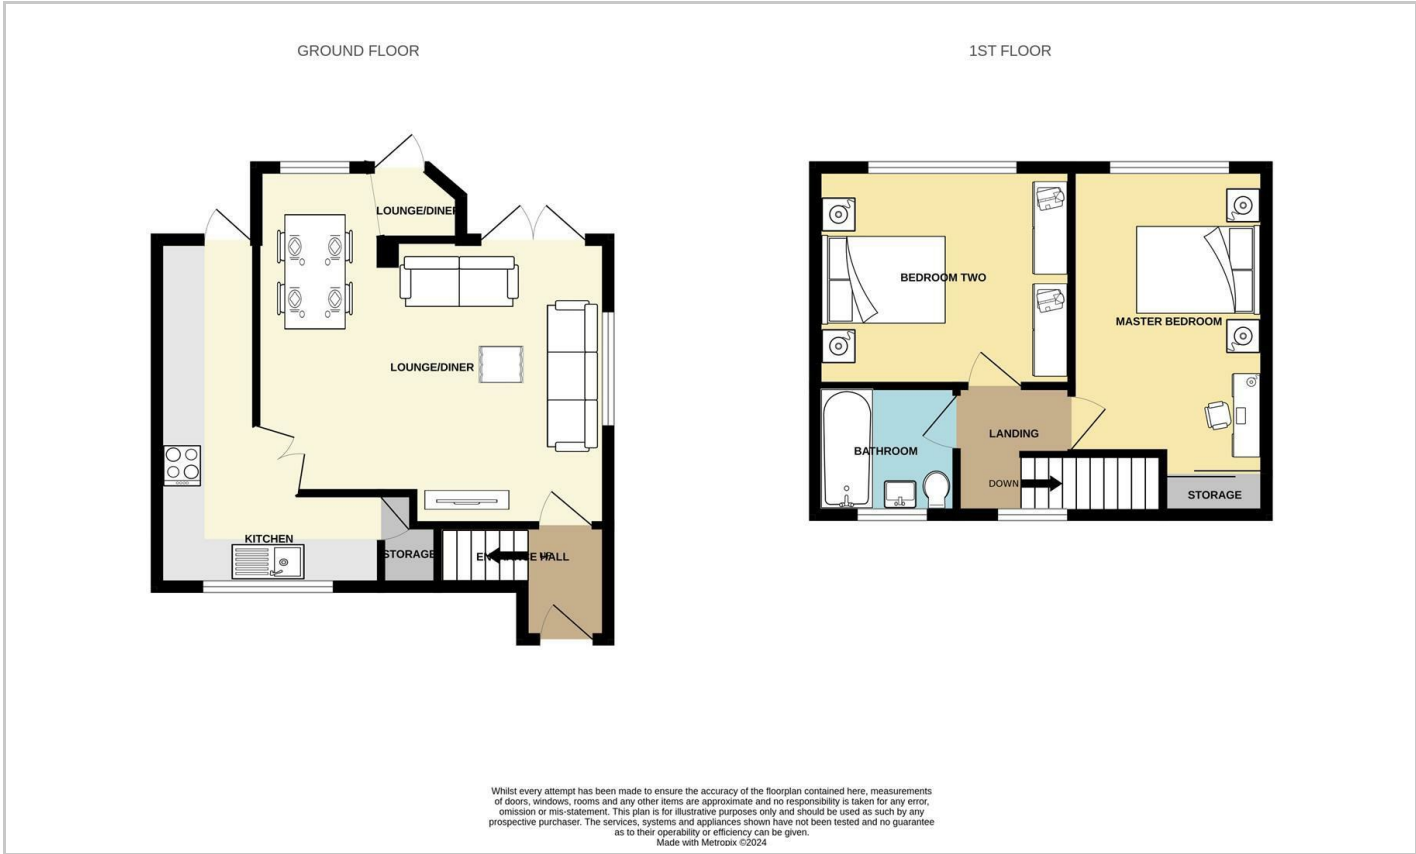 GROUND FLOOR
LOUNGE/DINER
LOUNGE/DINER
KITCHEN
STORAGE
ENTRANCE HALL
UP
1ST FLOOR
BEDROOM TWO
MASTER BEDROOM
LANDING
BATHROOM
DOWN
STORAGE
Whilst every attempt has been made to ensure the accuracy of the floorplan contained here, measurements
of doors, windows, rooms and any other items are approximate and no responsibility is taken for any error,
omission or mis-statement. This plan is for illustrative purposes only and should be used as such by any
prospective purchaser. The services, systems and appliances shown have not been tested and no guarantee
as to their operability or efficiency can be given.
Made with Metropix ©2024